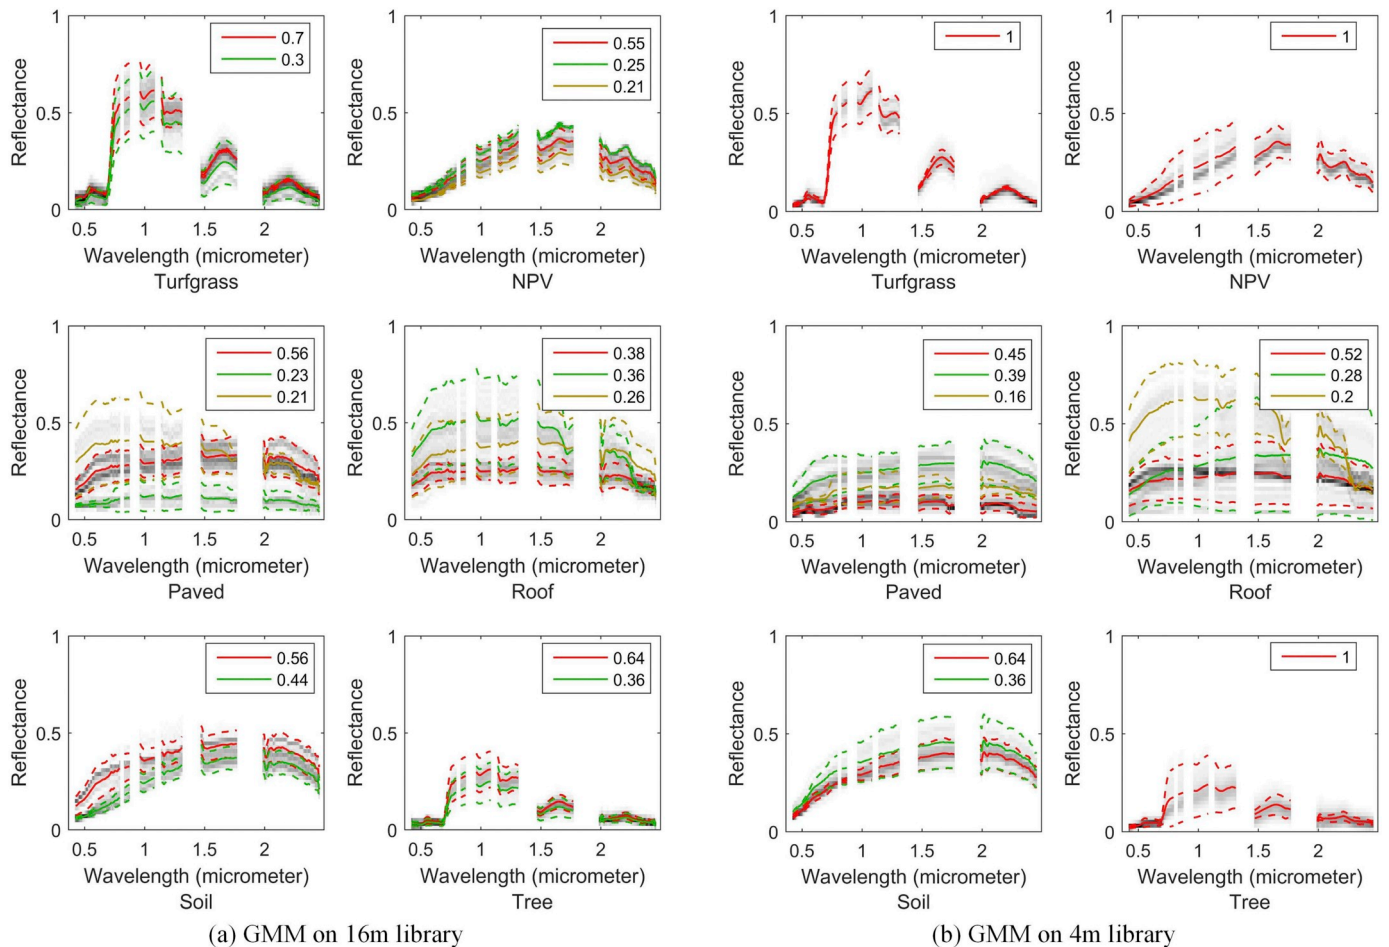 0.7
0.3
Reflectance
1
0.5
0
0.5 1 1.5 2
Wavelength (micrometer)
Turfgrass
0.55
0.25
0.21
Reflectance
1
0.5
0
0.5 1 1.5 2
Wavelength (micrometer)
NPV
1
Reflectance
1
0.5
0
0.5 1 1.5 2
Wavelength (micrometer)
Turfgrass
1
Reflectance
1
0.5
0
0.5 1 1.5 2
Wavelength (micrometer)
NPV
0.56
0.23
0.21
Reflectance
1
0.5
0
0.5 1 1.5 2
Wavelength (micrometer)
Paved
0.38
0.36
0.26
Reflectance
1
0.5
0
0.5 1 1.5 2
Wavelength (micrometer)
Roof
0.45
0.39
0.16
Reflectance
1
0.5
0
0.5 1 1.5 2
Wavelength (micrometer)
Paved
0.52
0.28
0.2
Reflectance
1
0.5
0
0.5 1 1.5 2
Wavelength (micrometer)
Roof
0.56
0.44
Reflectance
1
0.5
0
0.5 1 1.5 2
Wavelength (micrometer)
Soil
0.64
0.36
Reflectance
1
0.5
0
0.5 1 1.5 2
Wavelength (micrometer)
Tree
0.64
0.36
Reflectance
1
0.5
0
0.5 1 1.5 2
Wavelength (micrometer)
Soil
1
Reflectance
1
0.5
0
0.5 1 1.5 2
Wavelength (micrometer)
Tree
(a) GMM on 16m library
(b) GMM on 4m library